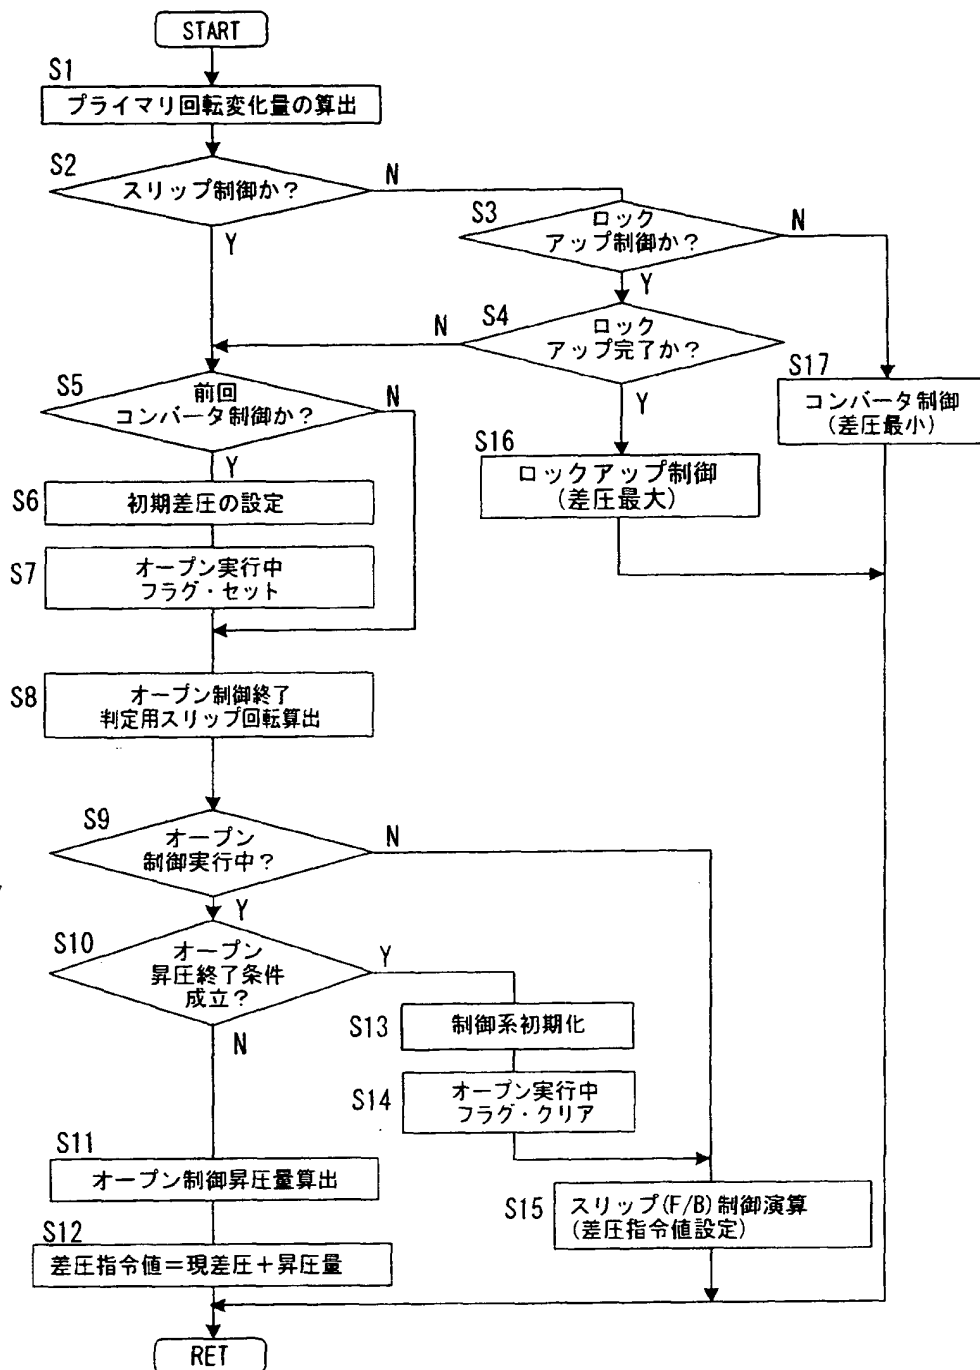 START
S1
プライマリ回転変化量の算出
S2
スリップ制御か?
N
Y
S3
ロック
アップ制御か?
N
Y
S4
ロック
アップ完了か?
N
Y
S5
前回
コンバータ制御か?
N
Y
S17
コンバータ制御
(差圧最小)
S16
ロックアップ制御
(差圧最大)
S6
初期差圧の設定
S7
オープン実行中
フラグ・セット
S8
オープン制御終了
判定用スリップ回転算出
S9
オープン
制御実行中?
N
Y
S10
オープン
昇圧終了条件
成立?
Y
N
S13
制御系初期化
S14
オープン実行中
フラグ・クリア
S11
オープン制御昇圧量算出
S15
スリップ(F/B)制御演算
(差圧指令値設定)
S12
差圧指令値=現差圧+昇圧量
RET